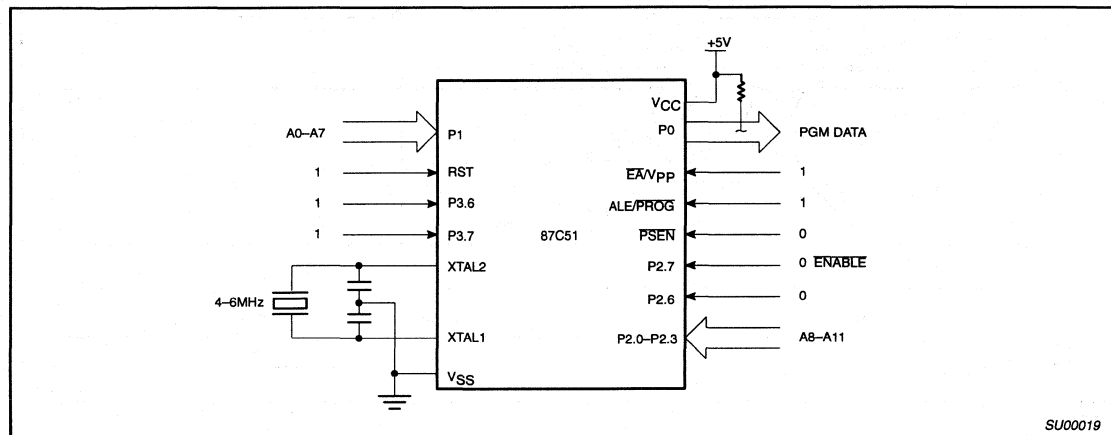 +5V
VCC
A0–A7
P1
P0
PGM DATA
1
RST
EA/VPP
1
1
P3.6
ALE/PROG
1
1
P3.7
87C51
PSEN
0
XTAL2
P2.7
0 ENABLE
4–6MHz
P2.6
0
XTAL1
P2.0–P2.3
A8–A11
VSS
SU00019